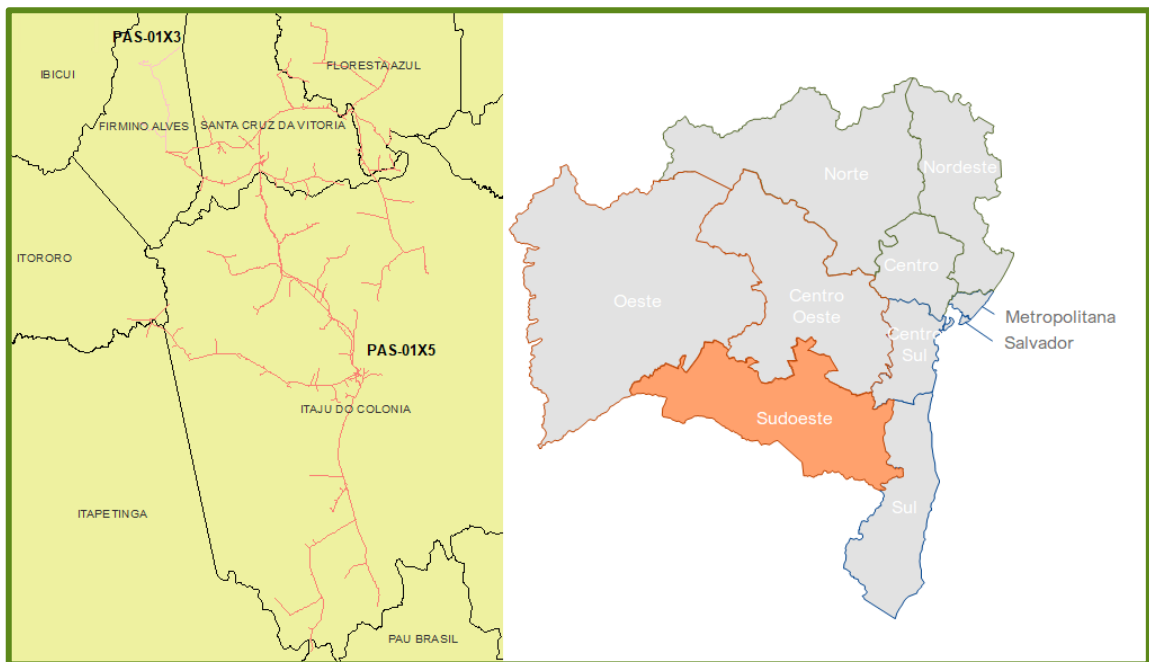 PAS-01X3
IBICUI
FLORESTA AZUL
FIRMINO ALVES
SANTA CRUZ DA VITORIA
ITORORO
PAS-01X5
ITAJU DO COLONIA
ITAPETINGA
PAU BRASIL
Norte
Nordeste
Centro
Oeste
Centro
Oeste
Metropolitana
Centro
Sul
Salvador
Sudoeste
Sul